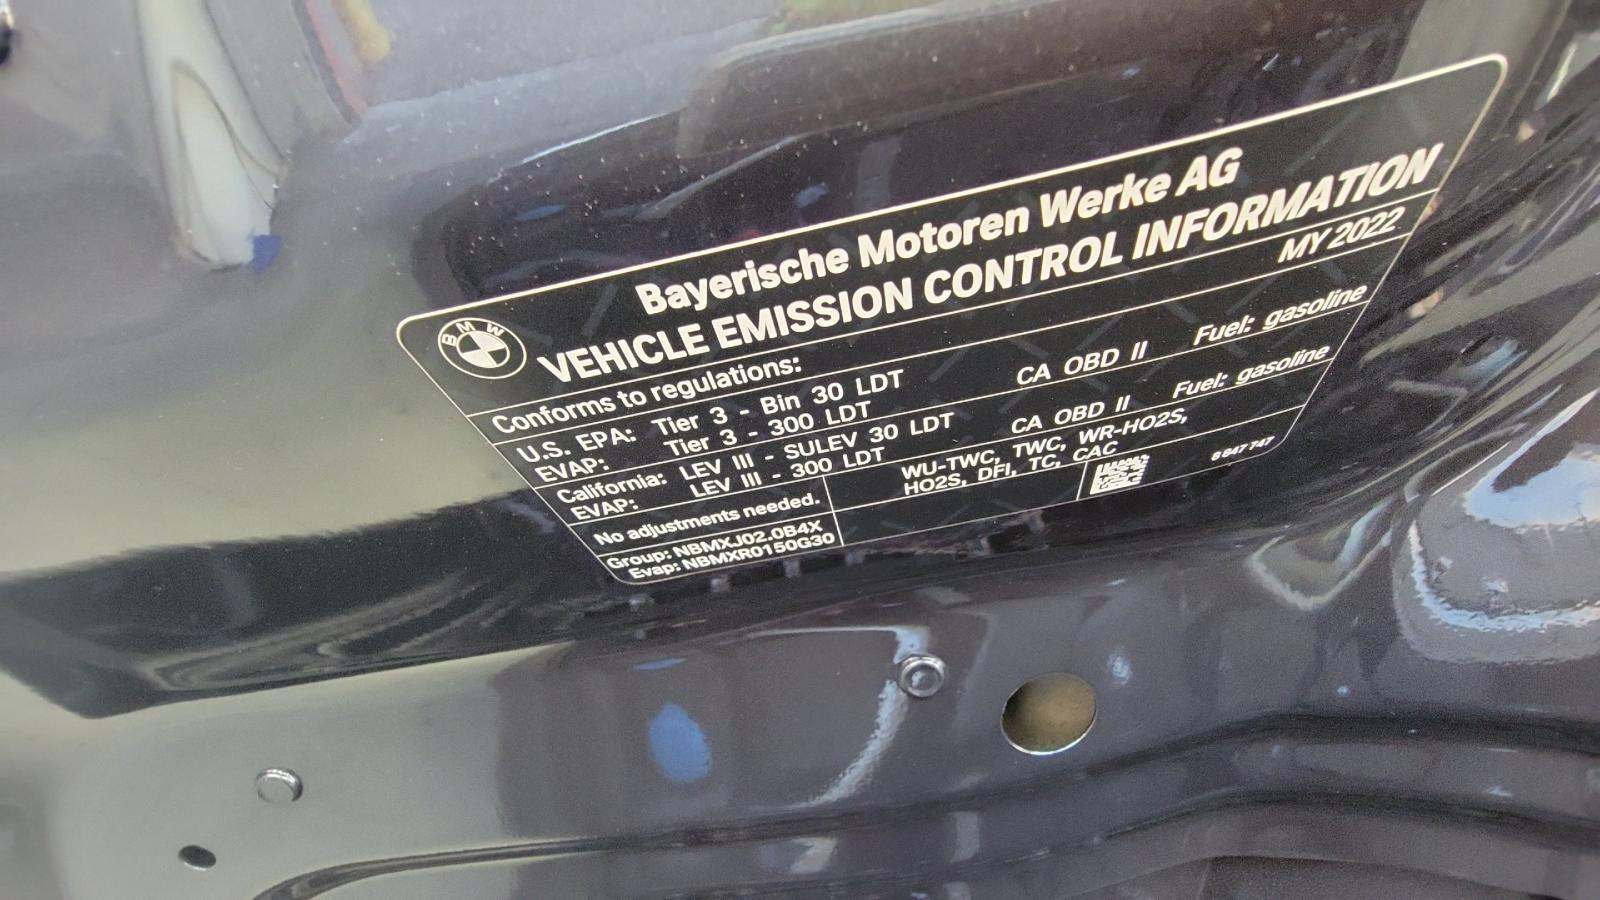 BMW
Bayerische Motoren Werke AG
VEHICLE EMISSION CONTROL INFORMATION
Conforms to regulations: MY 2022
U.S. EPA: Tier 3 - Bin 30 LDT CA OBD II Fuel: gasoline
EVAP: Tier 3 - 300 LDT
California: LEV III - SULEV 30 LDT CA OBD II Fuel: gasoline
EVAP: LEV III - 300 LDT
No adjustments needed. WU-TWC, TWC, WR-HO2S,
HO2S, DFI, TC, CAC
Group: NBMXJ02.0B4X
Evap: NBMXR0150G30
6 847 747